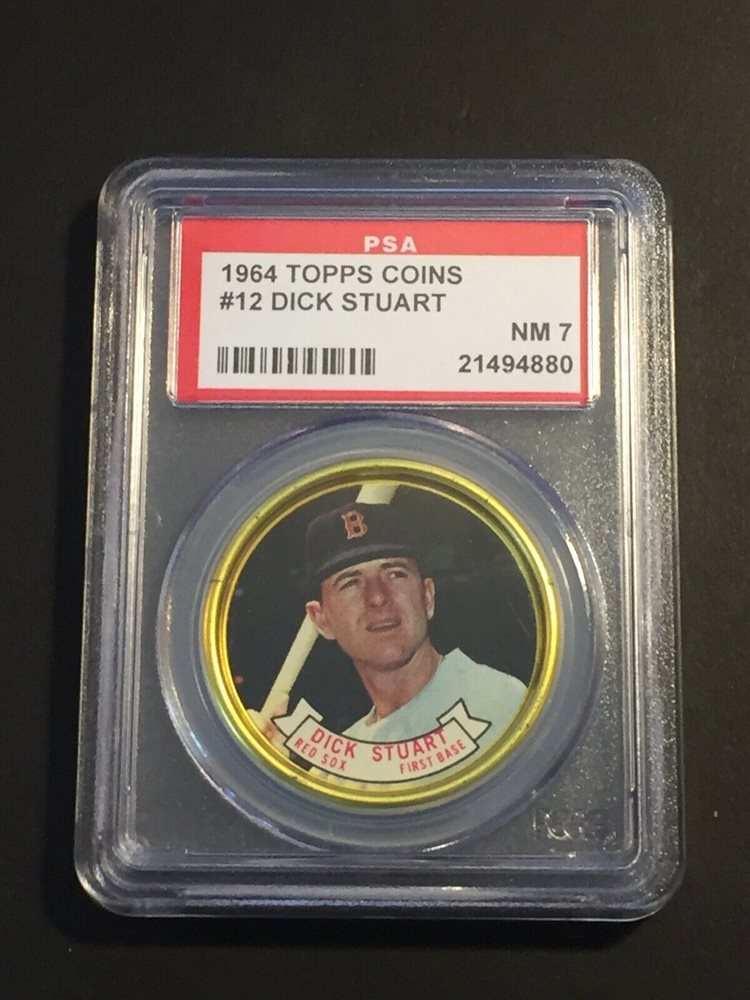 PSA
1964 TOPPS COINS
#12 DICK STUART
NM 7
21494880
B
DICK STUART
RED SOX FIRST BASE